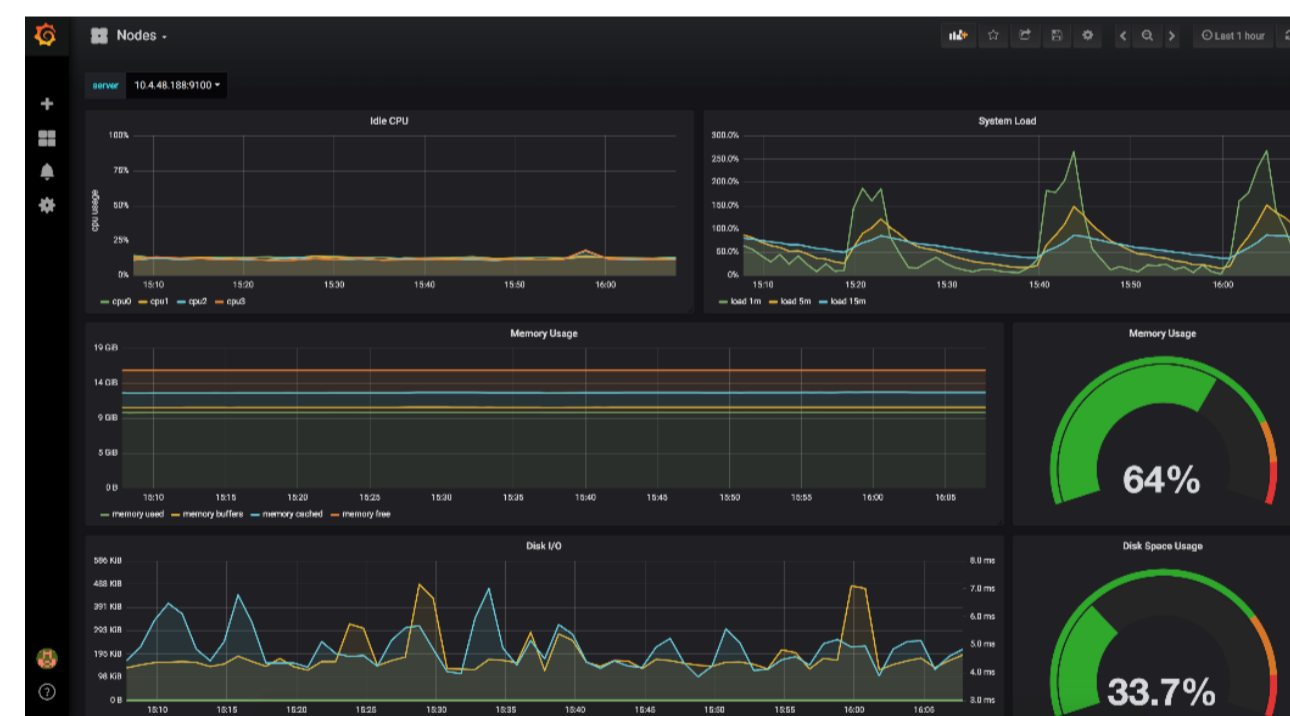 Nodes
Last 1 hour
server 10.4.48.188:9100
Idle CPU
100%
75%
50%
25%
0%
cpu usage
15:10 15:20 15:30 15:40 15:50 16:00
cpu0 cpu1 cpu2 cpu3
System Load
300.0%
250.0%
200.0%
150.0%
100.0%
50.0%
0%
15:10 15:20 15:30 15:40 15:50 16:00
load 1m load 5m load 15m
Memory Usage
19 GiB
14 GiB
9 GiB
5 GiB
0 B
15:10 15:15 15:20 15:25 15:30 15:35 15:40 15:45 15:50 15:55 16:00 16:05
memory used memory buffers memory cached memory free
Memory Usage
64%
Disk I/O
586 KiB
488 KiB
391 KiB
293 KiB
195 KiB
98 KiB
0 B
8.0 ms
7.0 ms
6.0 ms
5.0 ms
4.0 ms
3.0 ms
15:10 15:15 15:20 15:25 15:30 15:35 15:40 15:45 15:50 15:55 16:00 16:05
Disk Space Usage
33.7%